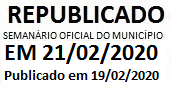 REPUBLICADO
SEMANÁRIO OFICIAL DO MUNICÍPIO
EM 21/02/2020
Publicado em 19/02/2020